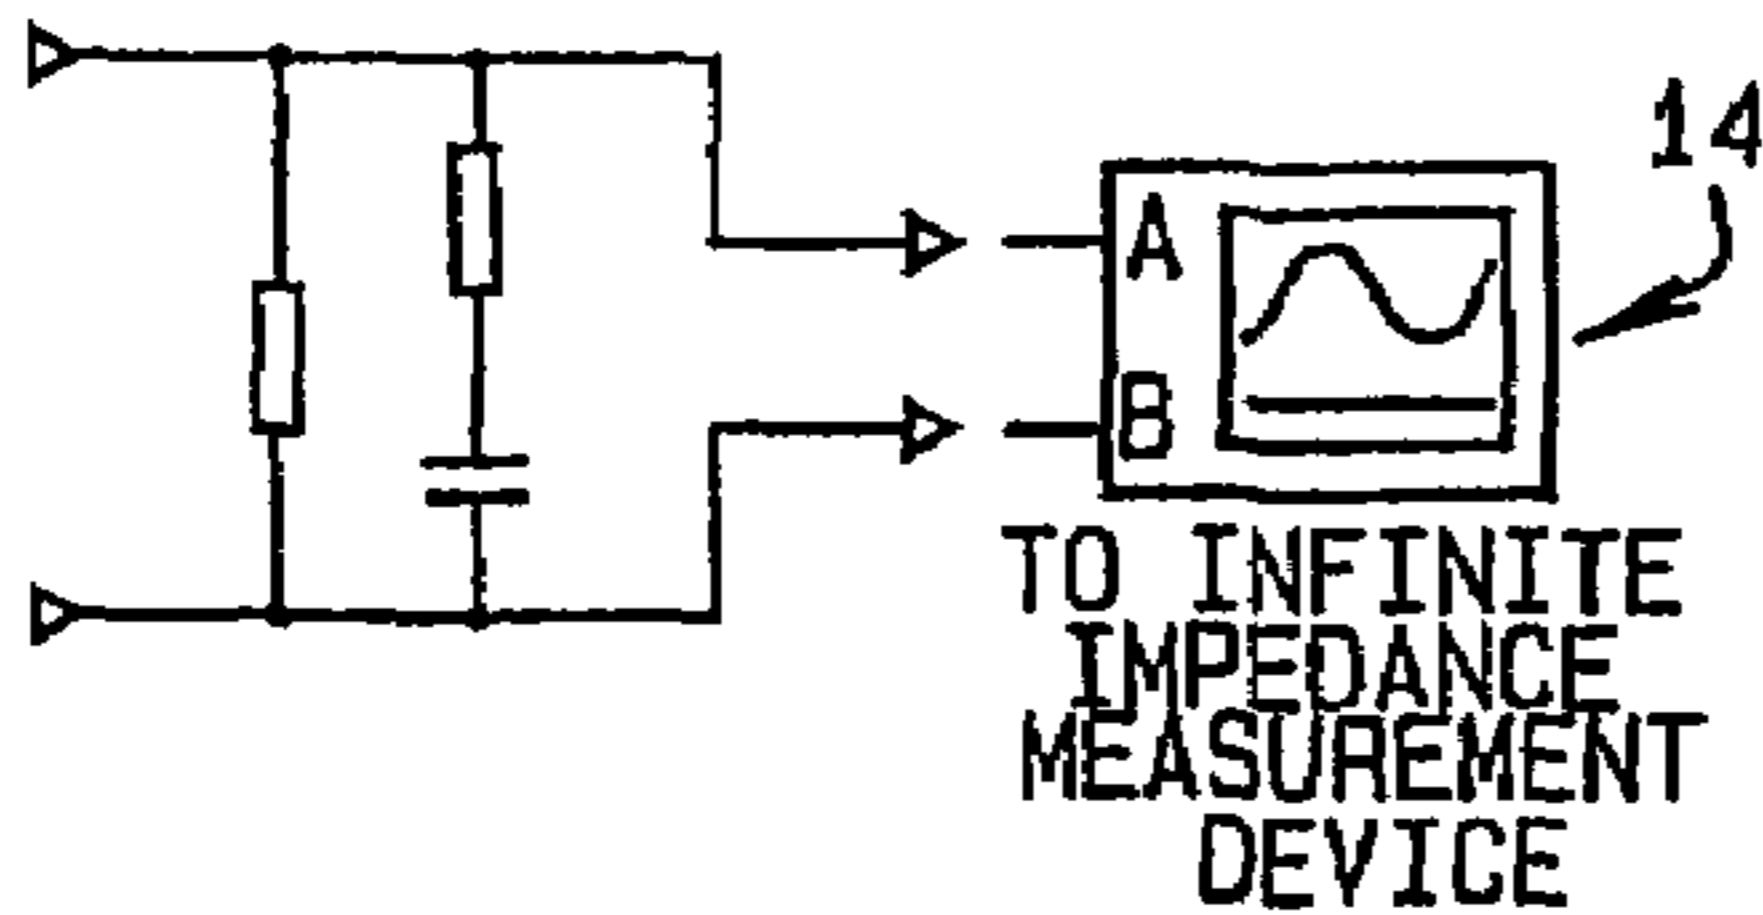 14
A
B
TO INFINITE
IMPEDANCE
MEASUREMENT
DEVICE